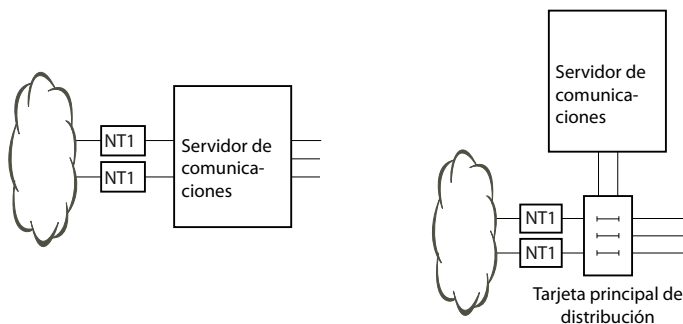 NT1
NT1
Servidor de
comunica-
ciones
Servidor de
comunica-
ciones
NT1
NT1
Tarjeta principal de
distribución